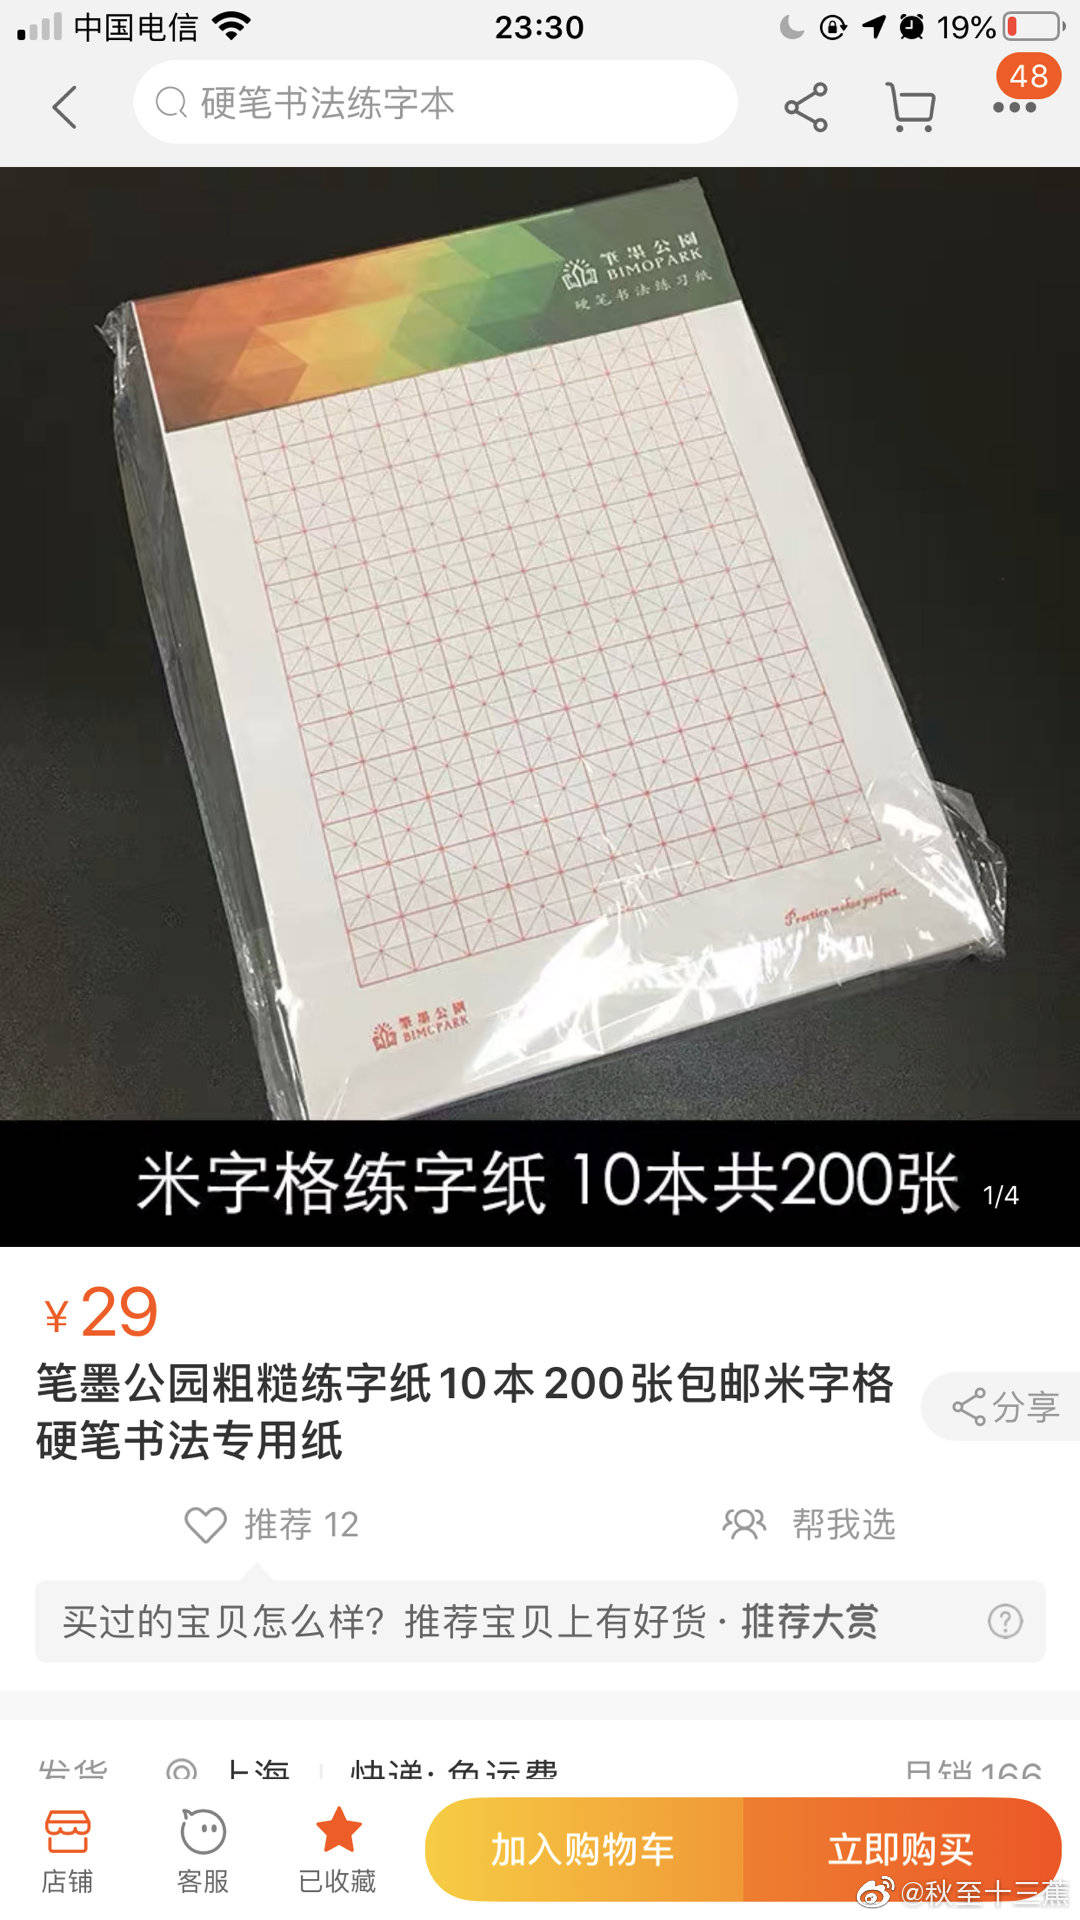 中国电信
23:30
19%
48
硬笔书法练字本
筆墨公園
BIMOPARK
硬笔书法练习纸
Practice makes perfect.
筆墨公園
BIMOPARK
米字格练字纸 10本共200张
1/4
¥29
笔墨公园粗糙练字纸10本200张包邮米字格
硬笔书法专用纸
分享
推荐 12
帮我选
买过的宝贝怎么样？推荐宝贝上有好货·推荐大赏
发货
上海
快递: 免运费
月销166
店铺
客服
已收藏
加入购物车
立即购买
@秋至十三蕉